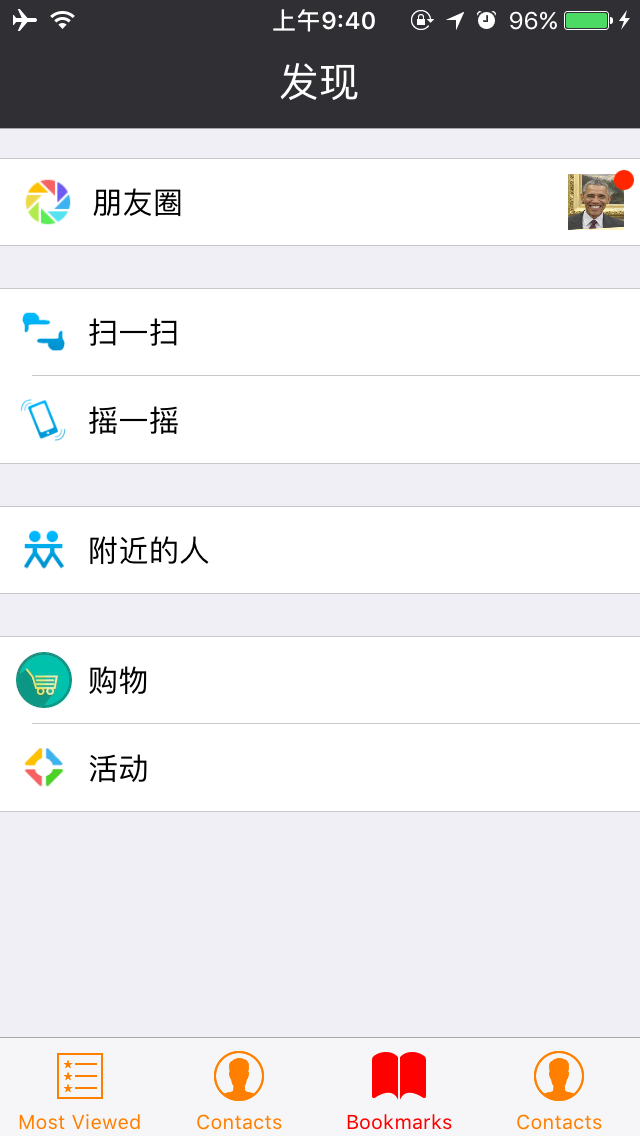 上午9:40
96%
发现
朋友圈
扫一扫
摇一摇
附近的人
购物
活动
Most Viewed
Contacts
Bookmarks
Contacts